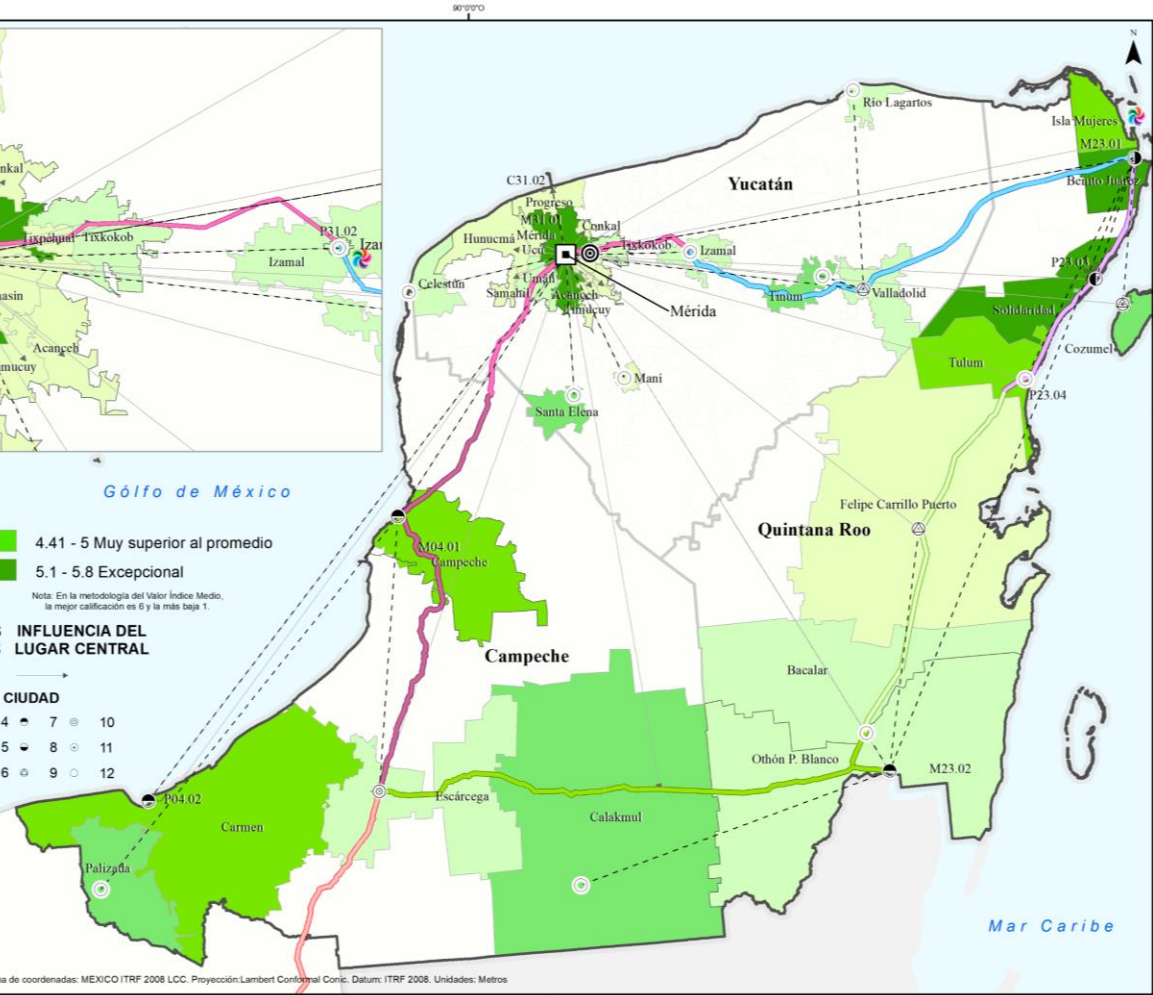 90°0'0"O
N
Río Lagartos
Isla Mujeres
M23.01
Benito Juárez
C31.02
Progreso
Yucatán
M31.01
Conkal
Mérida
Hunucmá
Ucú
Tixkokob
Izamal
P23.03
Celestún
Umán
Samahil
Acanceh
Timucuy
Tinum
Valladolid
Mérida
Solidaridad
Cozumel
Tulum
Maní
P23.04
Santa Elena
nkal
Tixpéhual
Tixkokob
P31.02
Izamal
Iza
asin
Acanceh
mucuy
Gólfo de México
Felipe Carrillo Puerto
Quintana Roo
4.41 - 5 Muy superior al promedio
5.1 - 5.8 Excepcional
Nota: En la metodología del Valor Índice Medio,
la mejor calificación es 6 y la más baja 1.
INFLUENCIA DEL
LUGAR CENTRAL
CIUDAD
4 7 10
5 8 11
6 9 12
M04.01
Campeche
Campeche
Bacalar
Othón P. Blanco
M23.02
P04.02
Escárcega
Carmen
Calakmul
Palizada
Mar Caribe
a de coordenadas: MEXICO ITRF 2008 LCC. Proyección:Lambert Conformal Conic. Datum: ITRF 2008. Unidades: Metros